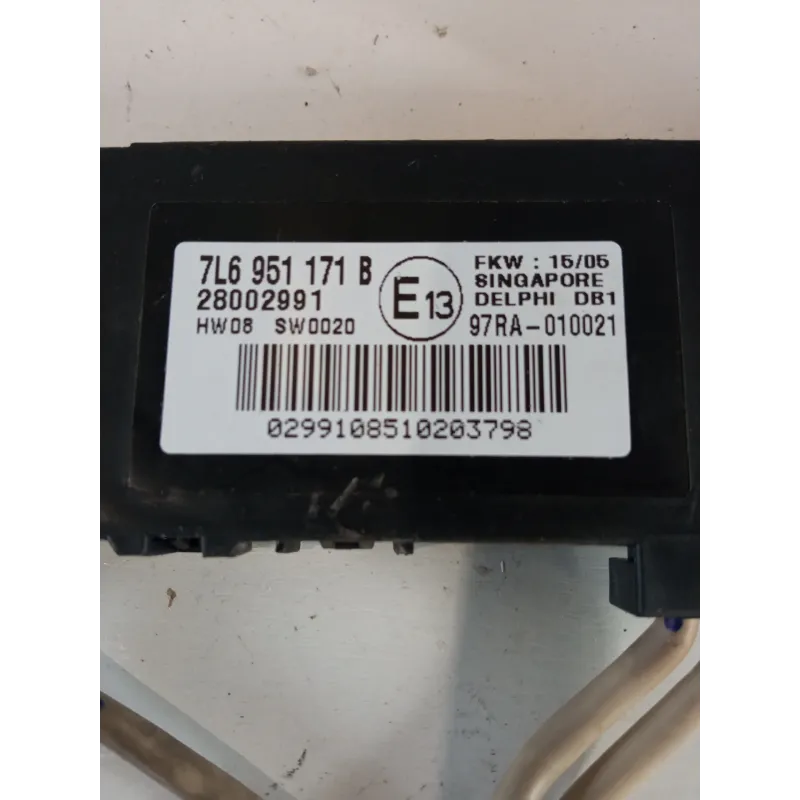 7L6 951 171 B
28002991
HW08 SW0020
E13
FKW : 15/05
SINGAPORE
DELPHI DB1
97RA-010021
0299108510203798